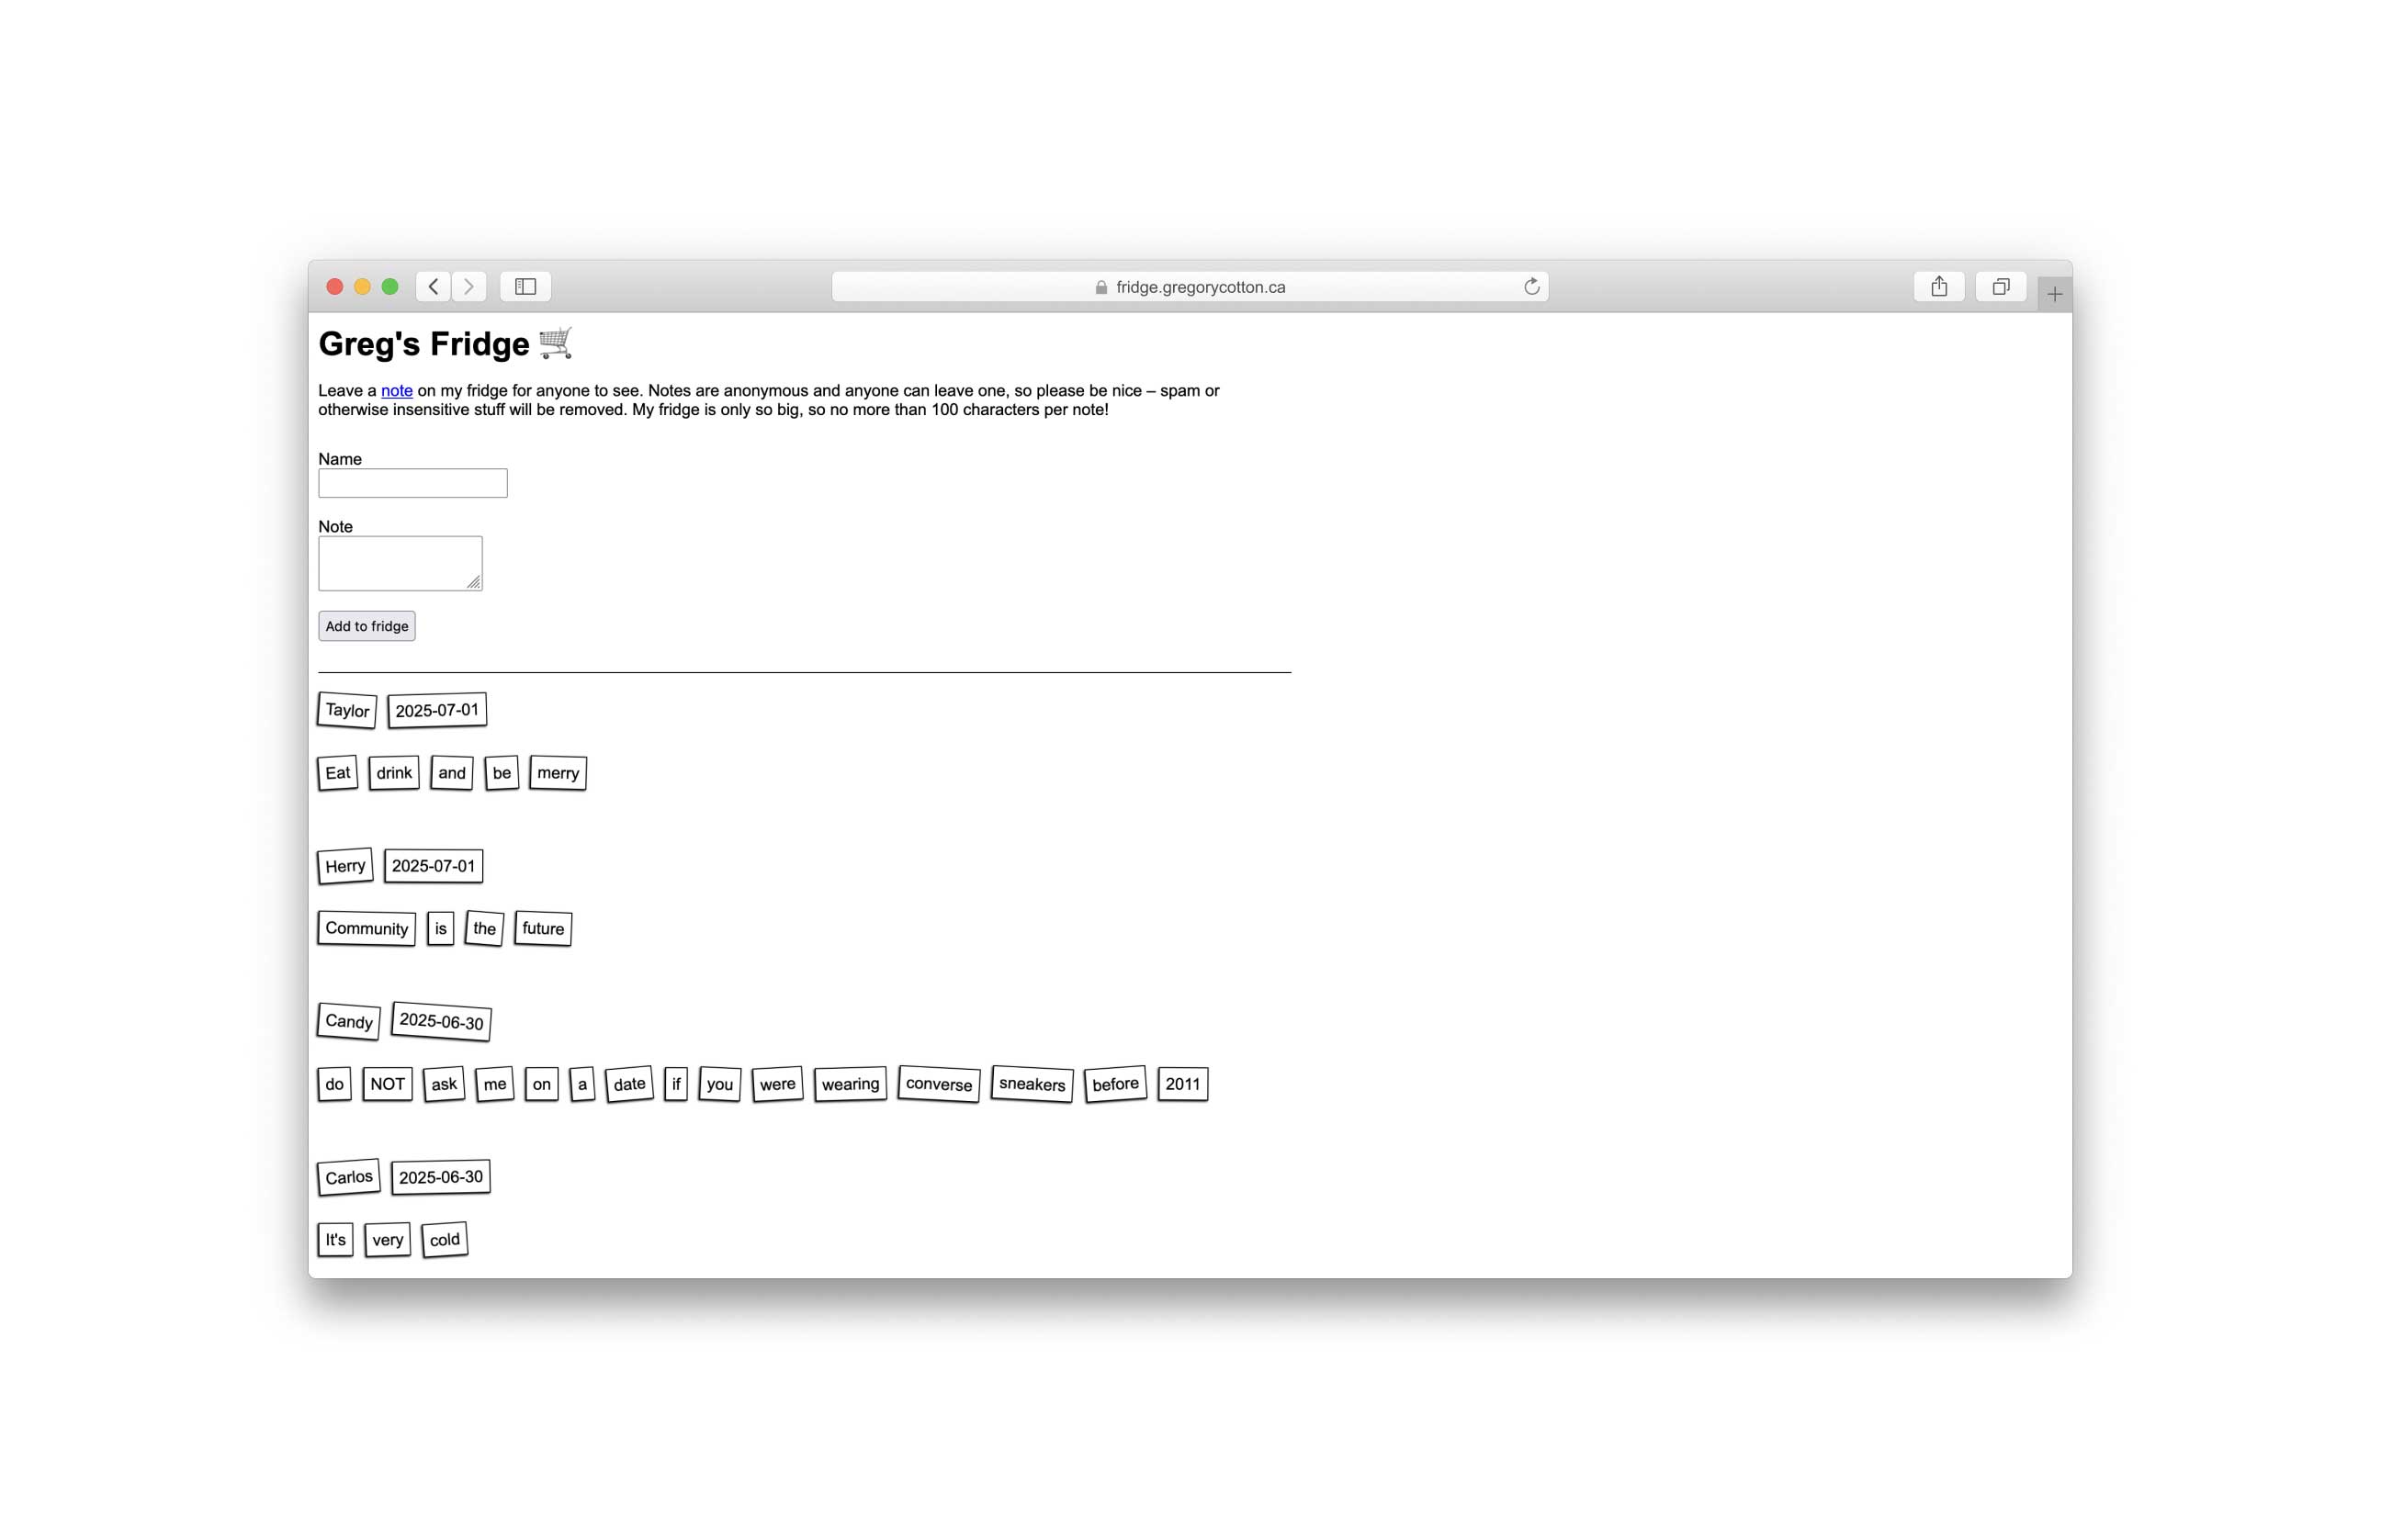 fridge.gregorycotton.ca
Greg's Fridge
Leave a note on my fridge for anyone to see. Notes are anonymous and anyone can leave one, so please be nice – spam or
otherwise insensitive stuff will be removed. My fridge is only so big, so no more than 100 characters per note!
Name
Note
Add to fridge
Taylor 2025-07-01
Eat drink and be merry
Herry 2025-07-01
Community is the future
Candy 2025-06-30
do NOT ask me on a date if you were wearing converse sneakers before 2011
Carlos 2025-06-30
It's very cold